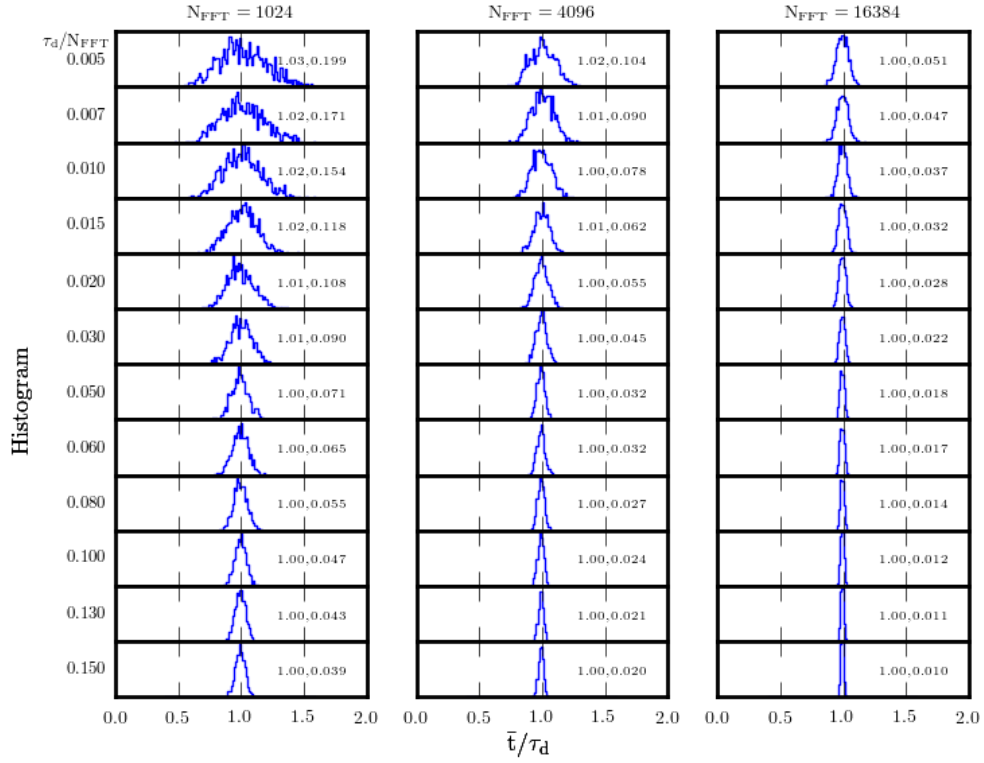 N_FFT = 1024 N_FFT = 4096 N_FFT = 16384
τ_d/N_FFT
0.005 1.03,0.199 1.02,0.104 1.00,0.051
0.007 1.02,0.171 1.01,0.090 1.00,0.047
0.010 1.02,0.154 1.00,0.078 1.00,0.037
0.015 1.02,0.118 1.01,0.062 1.00,0.032
0.020 1.01,0.108 1.00,0.055 1.00,0.028
0.030 1.01,0.090 1.00,0.045 1.00,0.022
0.050 1.00,0.071 1.00,0.032 1.00,0.018
0.060 1.00,0.065 1.00,0.032 1.00,0.017
0.080 1.00,0.055 1.00,0.027 1.00,0.014
0.100 1.00,0.047 1.00,0.024 1.00,0.012
0.130 1.00,0.043 1.00,0.021 1.00,0.011
0.150 1.00,0.039 1.00,0.020 1.00,0.010
Histogram
0.0 0.5 1.0 1.5 2.0 0.0 0.5 1.0 1.5 2.0 0.0 0.5 1.0 1.5 2.0
t̄/τ_d